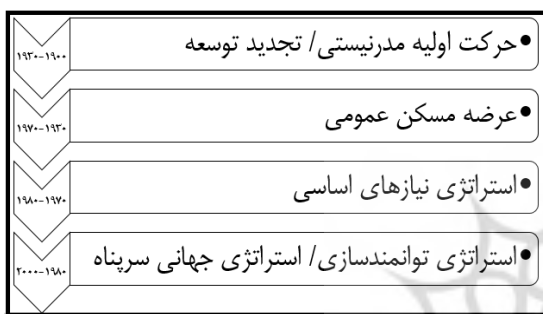 •حرکت اولیه مدرنیستی/ تجدید توسعه
۱۹۳۰-۱۹۰۰
•عرضه مسکن عمومی
۱۹۷۰-۱۹۳۰
•استراتژی نیازهای اساسی
۱۹۸۰-۱۹۷۰
•استراتژی توانمندسازی/ استراتژی جهانی سرپناه
۲۰۰۰-۱۹۸۰